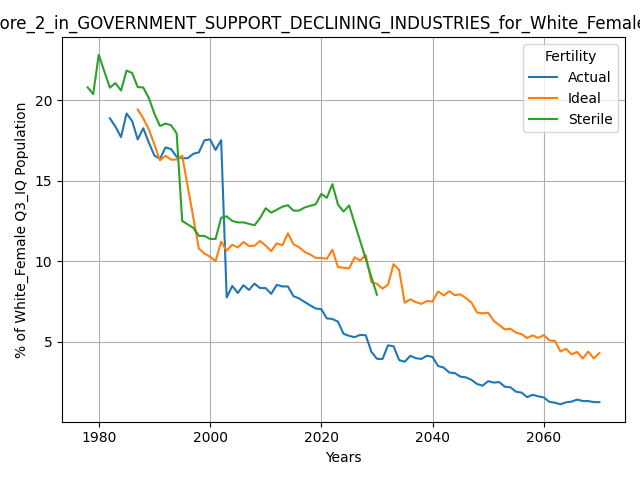 ore_2_in_GOVERNMENT_SUPPORT_DECLINING_INDUSTRIES_for_White_Female
Fertility
Actual
Ideal
Sterile
% of White_Female Q3_IQ Population
20
15
10
5
1980
2000
2020
2040
2060
Years